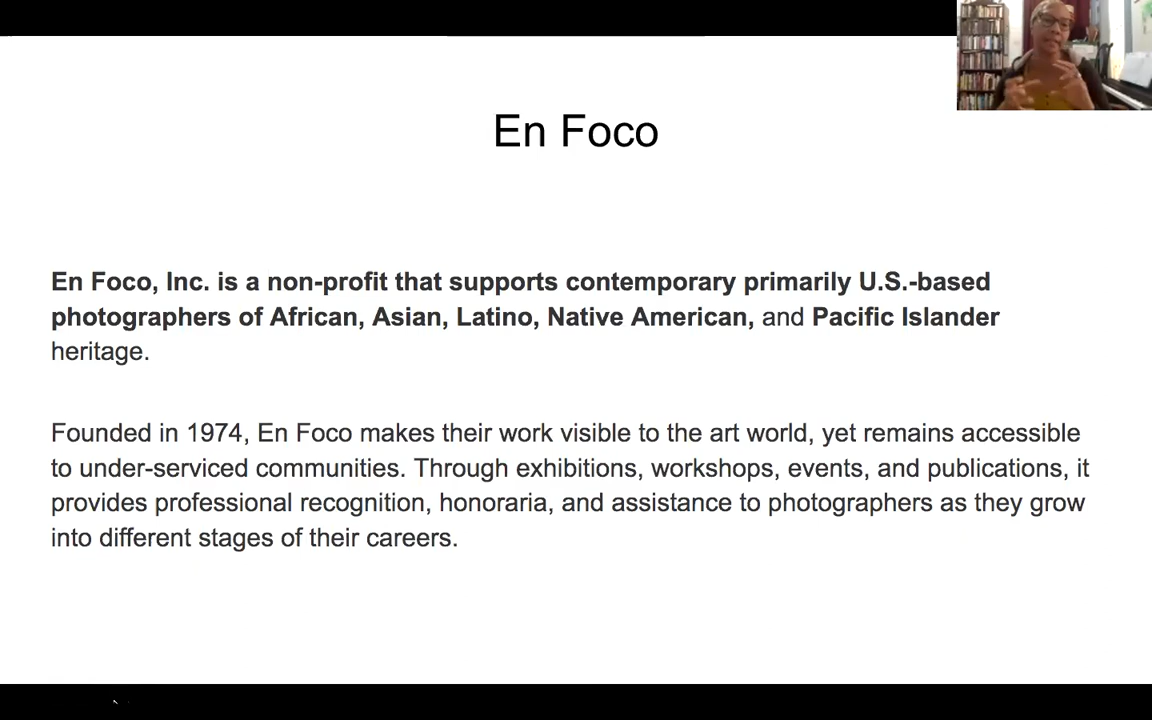 En Foco
En Foco, Inc. is a non-profit that supports contemporary primarily U.S.-based
photographers of African, Asian, Latino, Native American, and Pacific Islander
heritage.
Founded in 1974, En Foco makes their work visible to the art world, yet remains accessible
to under-serviced communities. Through exhibitions, workshops, events, and publications, it
provides professional recognition, honoraria, and assistance to photographers as they grow
into different stages of their careers.